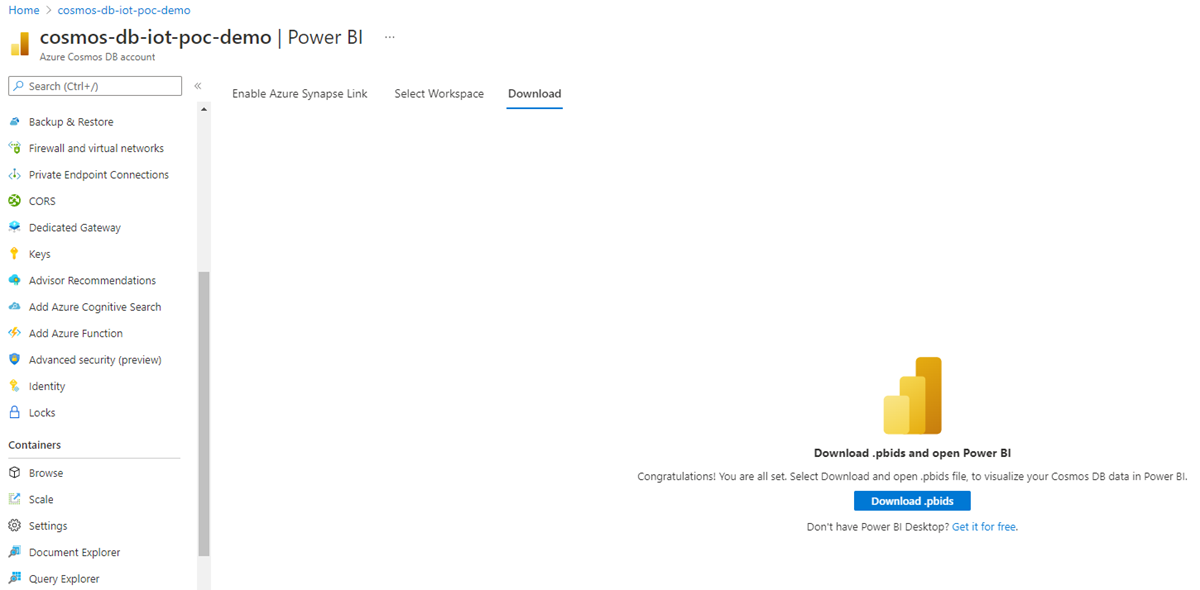 Home > cosmos-db-iot-poc-demo
cosmos-db-iot-poc-demo | Power BI ...
Azure Cosmos DB account
Search (Ctrl+/) «
Enable Azure Synapse Link Select Workspace Download
Backup & Restore
Firewall and virtual networks
Private Endpoint Connections
CORS
Dedicated Gateway
Keys
Advisor Recommendations
Add Azure Cognitive Search
Add Azure Function
Advanced security (preview)
Identity
Locks
Containers
Browse
Scale
Settings
Document Explorer
Query Explorer
Download .pbids and open Power BI
Congratulations! You are all set. Select Download and open .pbids file, to visualize your Cosmos DB data in Power BI.
Download .pbids
Don't have Power BI Desktop? Get it for free.